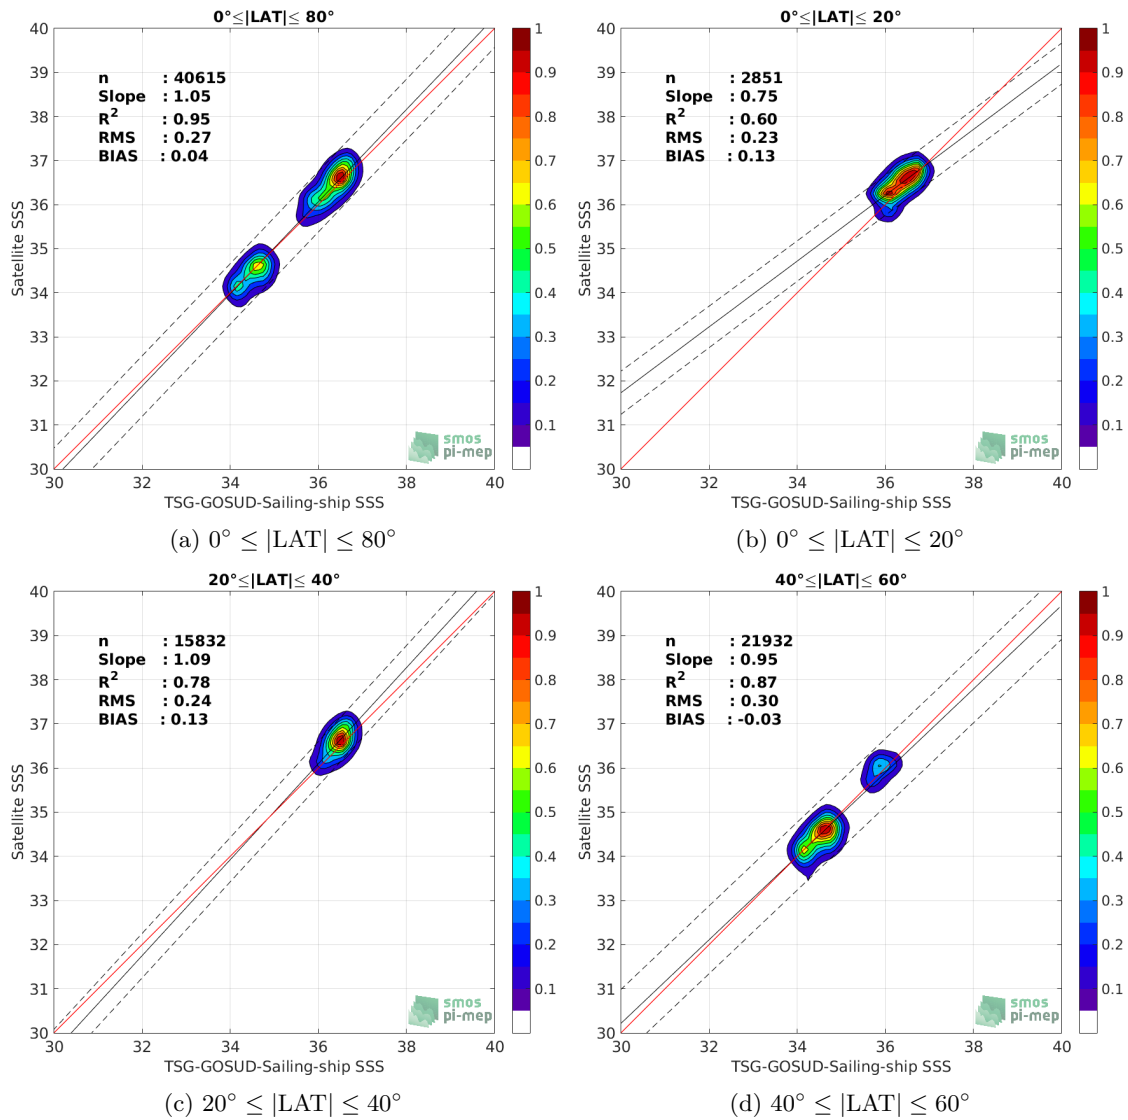 0°≤|LAT|≤ 80°
40
39
38
37
36
35
34
33
32
31
30
Satellite SSS
n : 40615
Slope : 1.05
R2 : 0.95
RMS : 0.27
BIAS : 0.04
smos
pi-mep
30 32 34 36 38 40
TSG-GOSUD-Sailing-ship SSS
1
0.9
0.8
0.7
0.6
0.5
0.4
0.3
0.2
0.1
(a) 0° ≤ |LAT| ≤ 80°
0°≤|LAT|≤ 20°
40
39
38
37
36
35
34
33
32
31
30
Satellite SSS
n : 2851
Slope : 0.75
R2 : 0.60
RMS : 0.23
BIAS : 0.13
smos
pi-mep
30 32 34 36 38 40
TSG-GOSUD-Sailing-ship SSS
1
0.9
0.8
0.7
0.6
0.5
0.4
0.3
0.2
0.1
(b) 0° ≤ |LAT| ≤ 20°
20°≤|LAT|≤ 40°
40
39
38
37
36
35
34
33
32
31
30
Satellite SSS
n : 15832
Slope : 1.09
R2 : 0.78
RMS : 0.24
BIAS : 0.13
smos
pi-mep
30 32 34 36 38 40
TSG-GOSUD-Sailing-ship SSS
1
0.9
0.8
0.7
0.6
0.5
0.4
0.3
0.2
0.1
(c) 20° ≤ |LAT| ≤ 40°
40°≤|LAT|≤ 60°
40
39
38
37
36
35
34
33
32
31
30
Satellite SSS
n : 21932
Slope : 0.95
R2 : 0.87
RMS : 0.30
BIAS : -0.03
smos
pi-mep
30 32 34 36 38 40
TSG-GOSUD-Sailing-ship SSS
1
0.9
0.8
0.7
0.6
0.5
0.4
0.3
0.2
0.1
(d) 40° ≤ |LAT| ≤ 60°